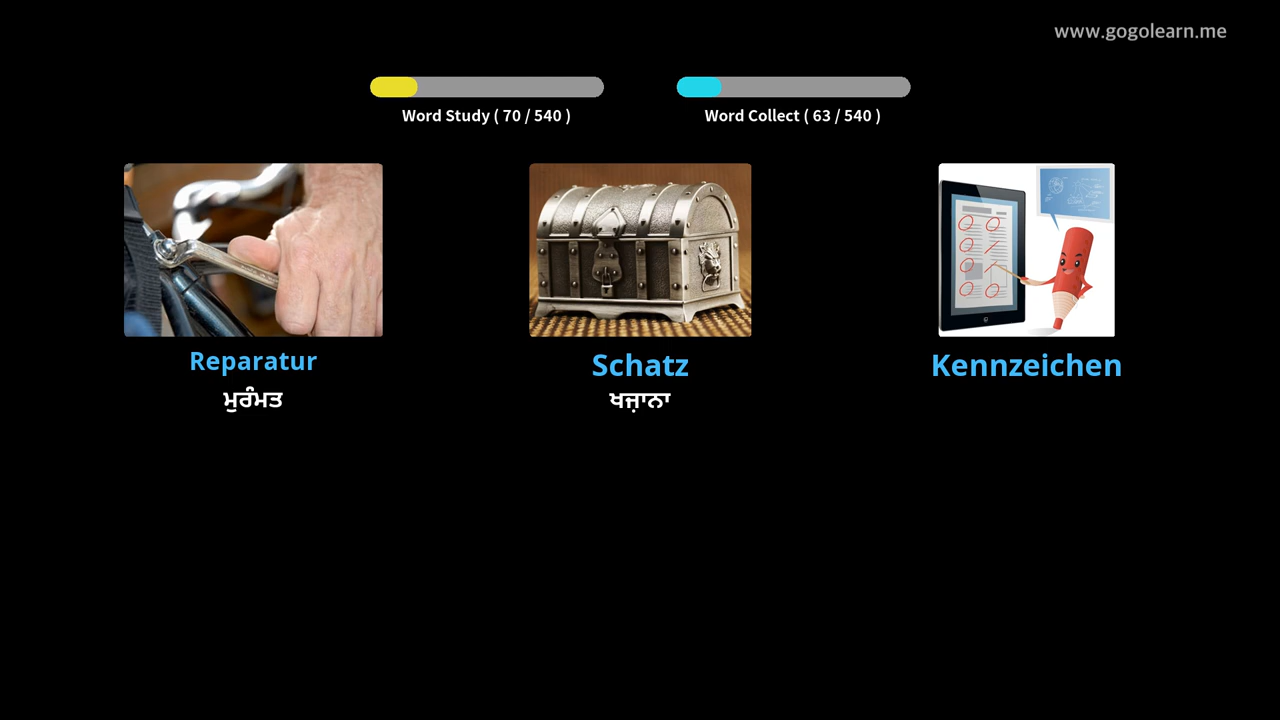 www.gogolearn.me
Word Study ( 70 / 540 )
Word Collect ( 63 / 540 )
Reparatur
ਮੁਰੰਮਤ
Schatz
ਖਜ਼ਾਨਾ
Kennzeichen